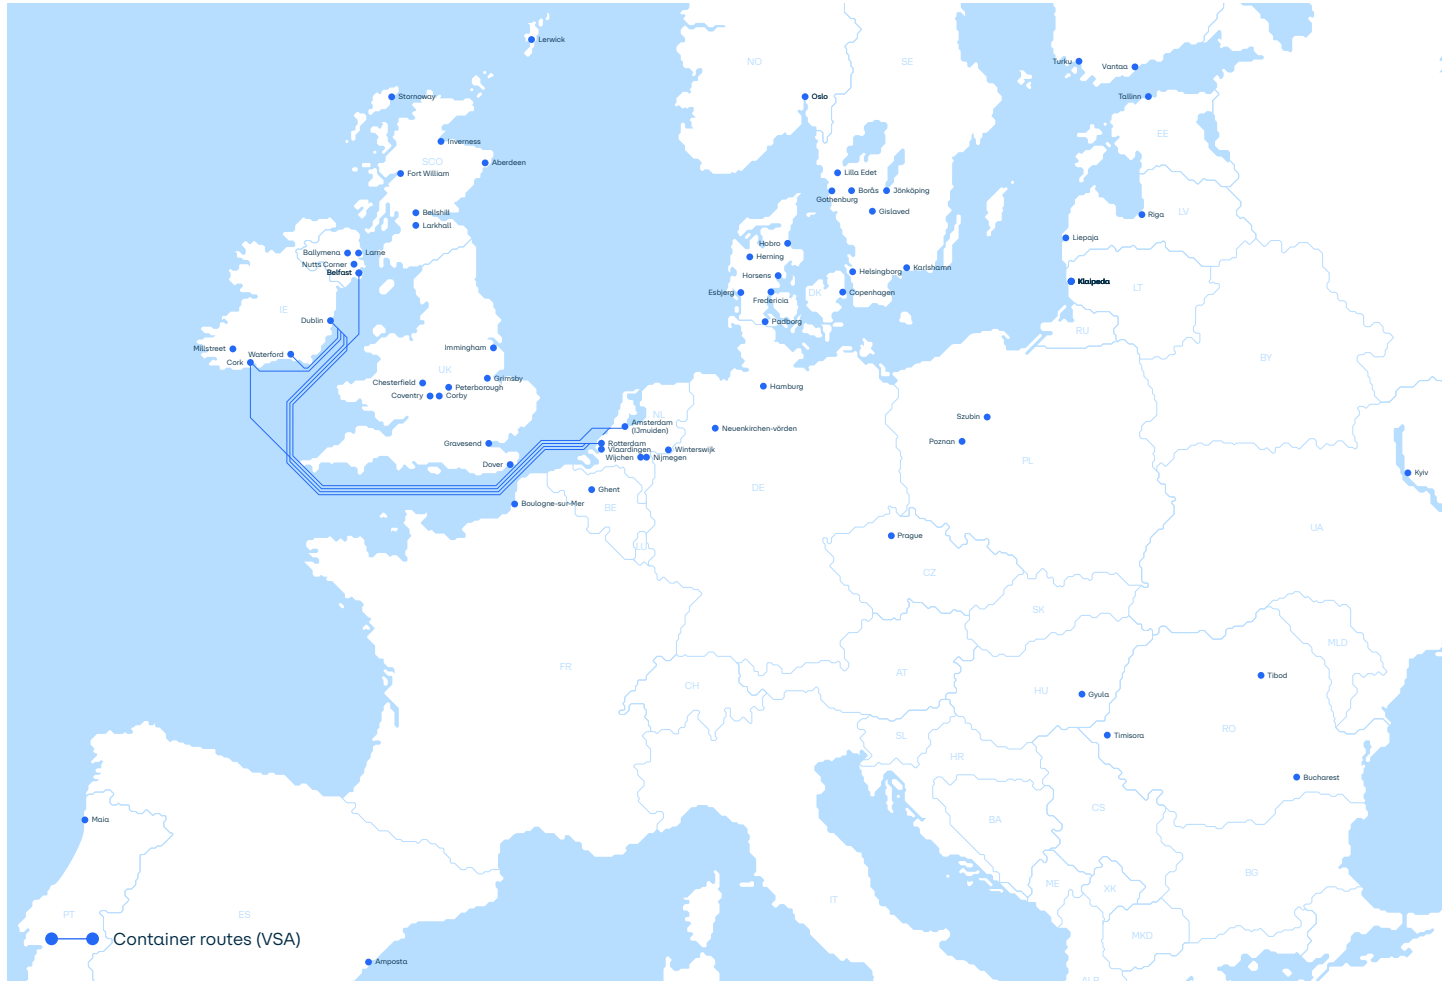 Lerwick
NO
SE
Turku
Vantaa
Stornoway
Oslo
Tallinn
EE
Inverness
SCO
Aberdeen
Fort William
Lilla Edet
Gothenburg
Borås
Jönköping
Gislaved
Bellshill
Larkhall
Riga
LV
Liepaja
Ballymena
Larne
Nutts Corner
Belfast
Hobro
Herning
Horsens
Helsingborg
Karlshamn
Klaipeda
LT
Esbjerg
Fredericia
DK
Copenhagen
IE
Dublin
Padborg
RU
Millstreet
Cork
Waterford
Immingham
BY
UK
Chesterfield
Grimsby
Peterborough
Coventry
Corby
Hamburg
NL
Amsterdam
(IJmuiden)
Neuenkirchen-vörden
Szubin
Poznan
Gravesend
Rotterdam
Vlaardingen
Winterswijk
Wijchen
Nijmegen
Dover
PL
Kyiv
Ghent
DE
Boulogne-sur-Mer
BE
UA
Prague
LU
CZ
SK
MLD
FR
CH
AT
HU
Gyula
Tibod
SL
Timisora
RO
HR
Bucharest
CS
Maia
BA
BG
ME
XK
IT
PT
ES
Container routes (VSA)
MKD
Amposta
ALB